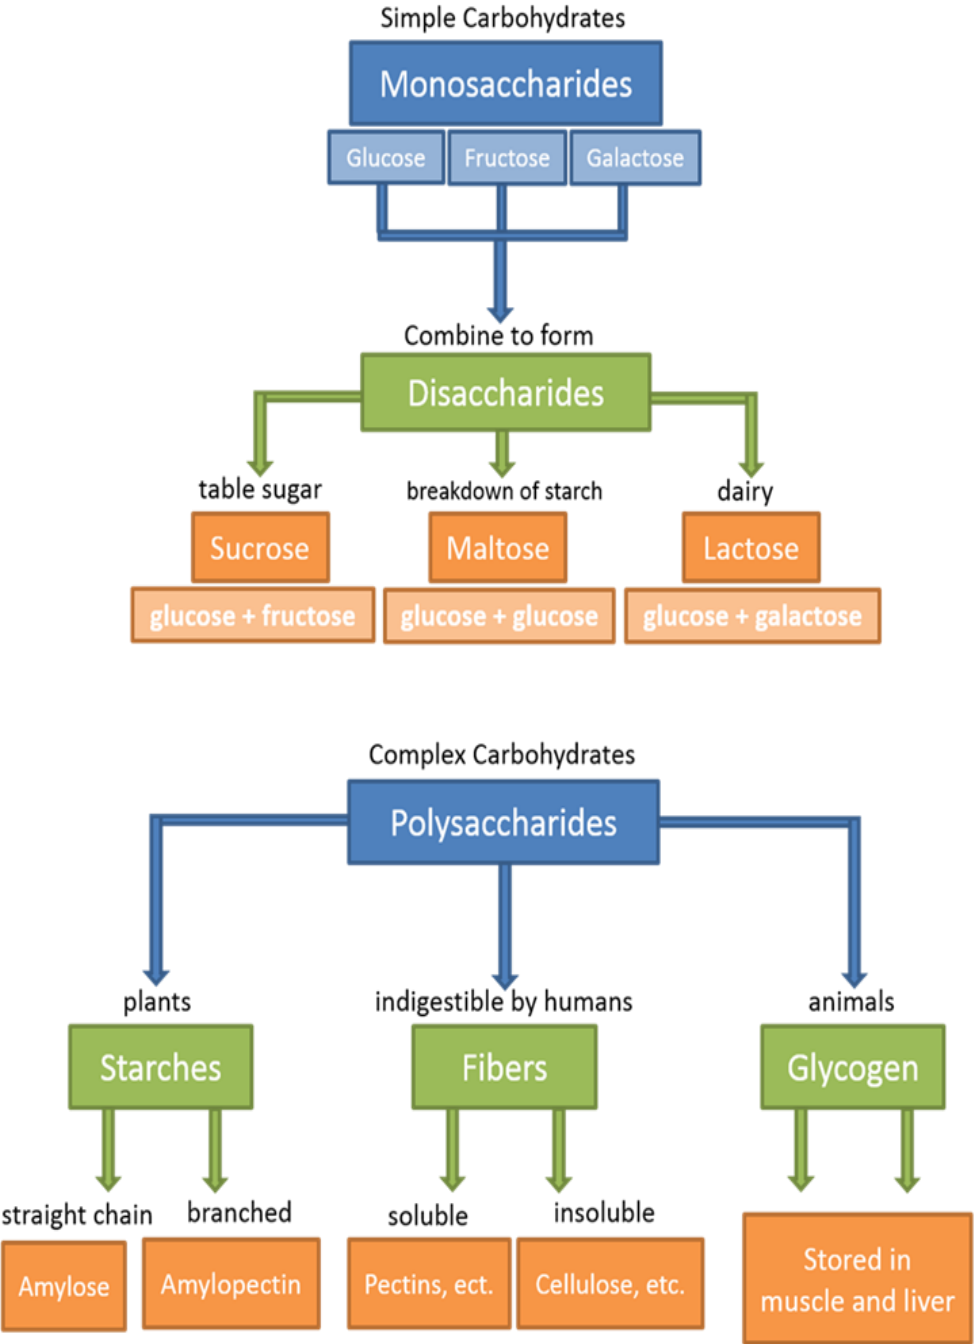 Simple Carbohydrates
Monosaccharides
Glucose
Fructose
Galactose
Combine to form
Disaccharides
table sugar
breakdown of starch
dairy
Sucrose
Maltose
Lactose
glucose + fructose
glucose + glucose
glucose + galactose
Complex Carbohydrates
Polysaccharides
plants
indigestible by humans
animals
Starches
Fibers
Glycogen
straight chain
branched
soluble
insoluble
Amylose
Amylopectin
Pectins, ect.
Cellulose, etc.
Stored in
muscle and liver